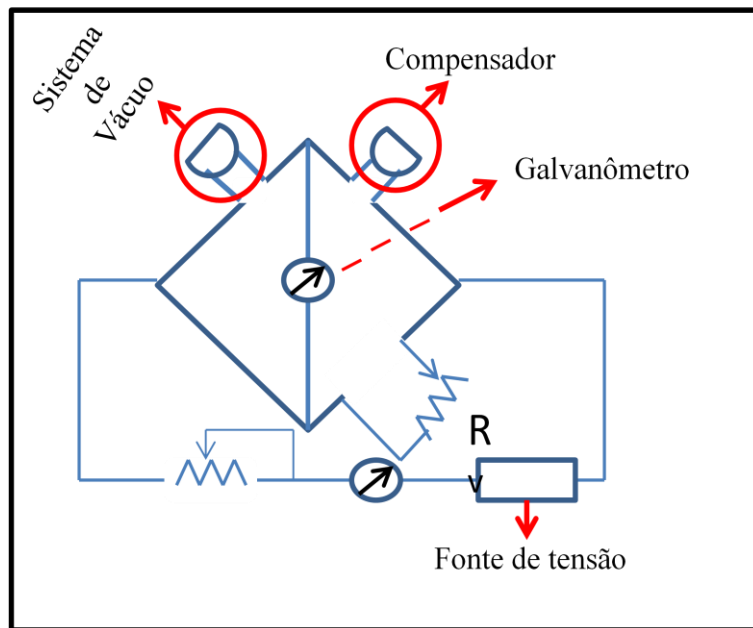 Sistema
de
Vácuo
Compensador
Galvanômetro
R
v
Fonte de tensão